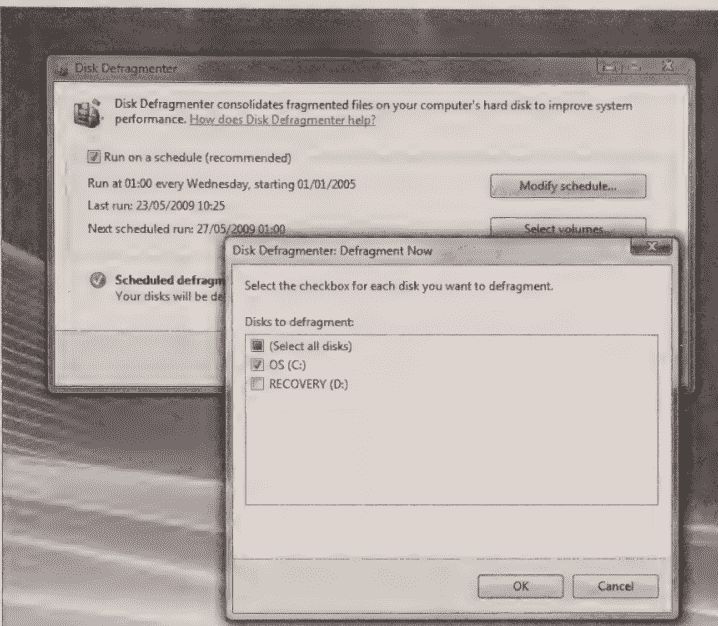 Disk Defragmenter
Disk Defragmenter consolidates fragmented files on your computer's hard disk to improve system
performance. How does Disk Defragmenter help?
Run on a schedule (recommended)
Run at 01:00 every Wednesday, starting 01/01/2005
Modify schedule...
Last run: 23/05/2009 10:25
Next scheduled run: 27/05/2009 01:00
Select volumes...
Scheduled defragm
Your disks will be de
Disk Defragmenter: Defragment Now
Select the checkbox for each disk you want to defragment.
Disks to defragment:
(Select all disks)
OS (C:)
RECOVERY (D:)
OK
Cancel